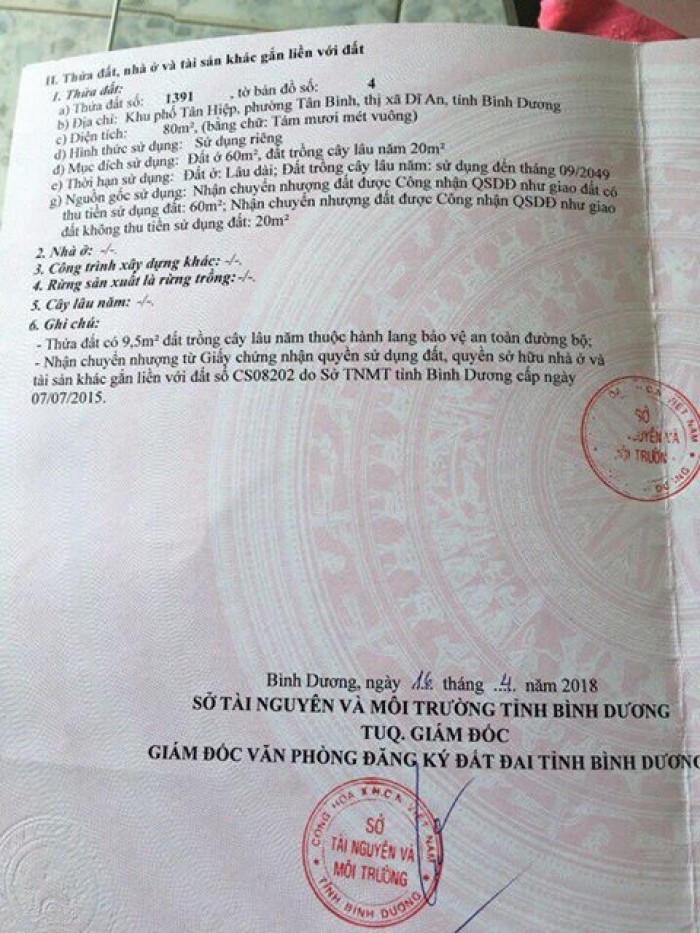 II. Thửa đất, nhà ở và tài sản khác gắn liền với đất
1. Thửa đất:
a) Thửa đất số: 1391 , tờ bản đồ số: 4
b) Địa chỉ: Khu phố Tân Hiệp, phường Tân Bình, thị xã Dĩ An, tỉnh Bình Dương
c) Diện tích: 80m², (bằng chữ: Tám mươi mét vuông)
d) Hình thức sử dụng: Sử dụng riêng
đ) Mục đích sử dụng: Đất ở 60m², đất trồng cây lâu năm 20m²
e) Thời hạn sử dụng: Đất ở: Lâu dài; Đất trồng cây lâu năm: sử dụng đến tháng 09/2049
g) Nguồn gốc sử dụng: Nhận chuyển nhượng đất được Công nhận QSDĐ như giao đất có
thu tiền sử dụng đất: 60m²; Nhận chuyển nhượng đất được Công nhận QSDĐ như giao
đất không thu tiền sử dụng đất: 20m²
2. Nhà ở: -/-.
3. Công trình xây dựng khác: -/-.
4. Rừng sản xuất là rừng trồng:-/-.
5. Cây lâu năm: -/-.
6. Ghi chú:
- Thửa đất có 9,5m² đất trồng cây lâu năm thuộc hành lang bảo vệ an toàn đường bộ;
- Nhận chuyển nhượng từ Giấy chứng nhận quyền sử dụng đất, quyền sở hữu nhà ở và
tài sản khác gắn liền với đất số CS08202 do Sở TNMT tỉnh Bình Dương cấp ngày
07/07/2015.
VIỆT NAM
SỞ
UYÊN VÀ
ÔI TRƯỜN
Bình Dương, ngày 16 tháng 4 năm 2018
SỞ TÀI NGUYÊN VÀ MÔI TRƯỜNG TỈNH BÌNH DƯƠNG
TUQ. GIÁM ĐỐC
GIÁM ĐỐC VĂN PHÒNG ĐĂNG KÝ ĐẤT ĐAI TỈNH BÌNH DƯƠNG
CỘNG HÒA X.H.C.N VIỆT NAM
SỞ
TÀI NGUYÊN VÀ
MÔI TRƯỜNG
TỈNH BÌNH DƯƠNG